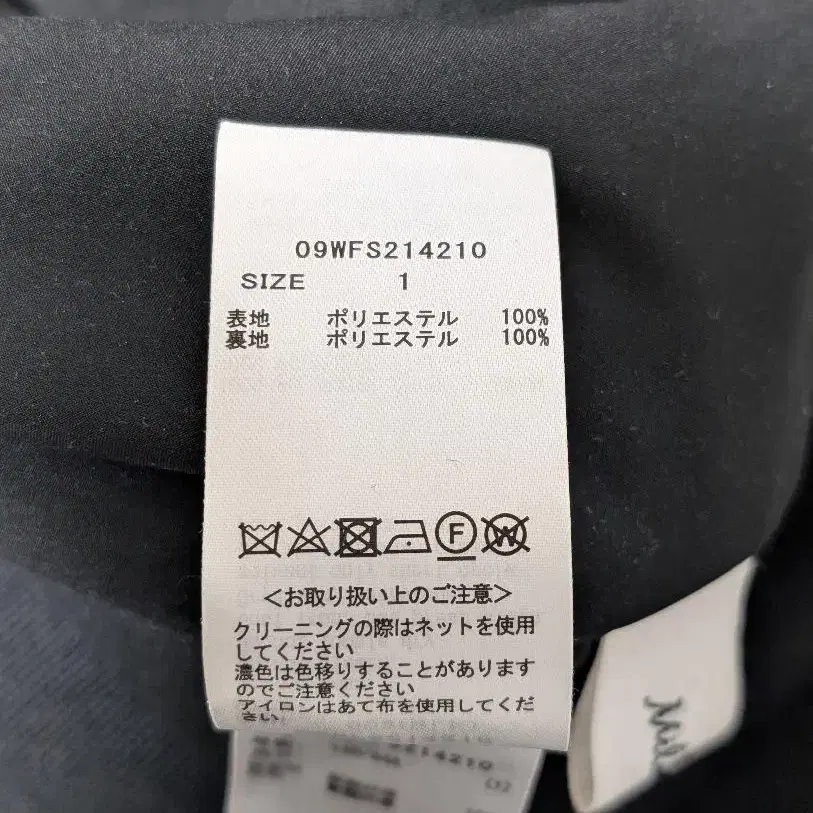 09WFS214210
SIZE 1
表地 ポリエステル 100%
裏地 ポリエステル 100%
F
W
<お取り扱い上のご注意>
クリーニングの際はネットを使用
してください
濃色は色移りすることがあります
のでご注意ください
アイロンはあて布を使用してくだ
さい